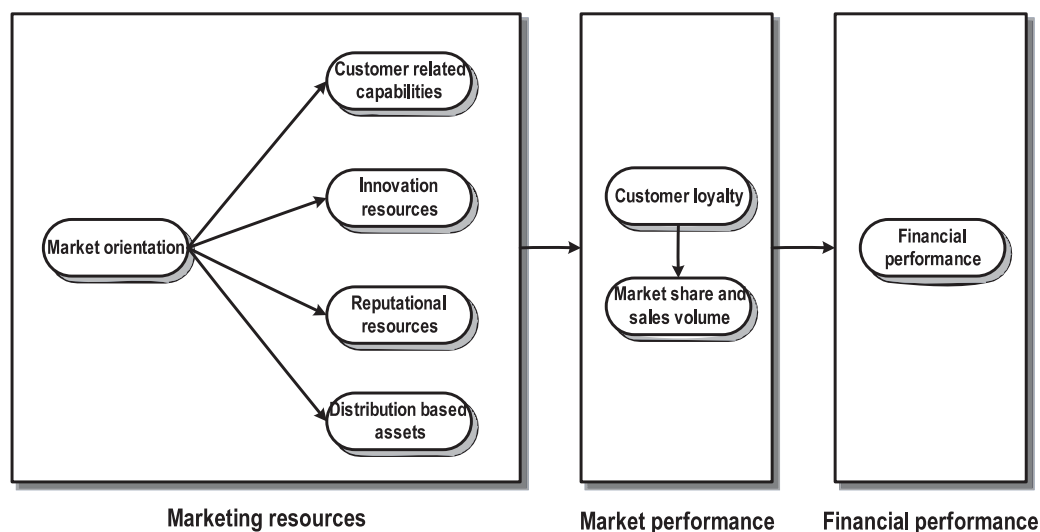 Customer related
capabilities
Innovation
resources
Market orientation
Reputational
resources
Distribution based
assets
Customer loyalty
Market share and
sales volume
Financial
performance
Marketing resources
Market performance
Financial performance